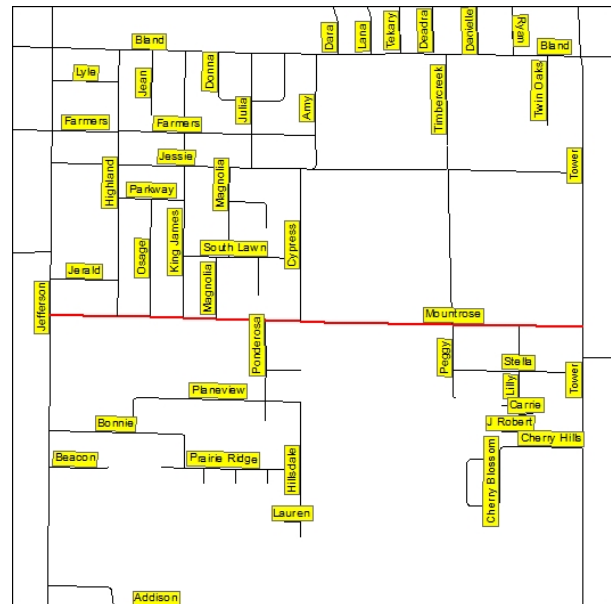 Dara
Lana
Tekary
Deadra
Danielle
Ryan
Bland
Bland
Lyle
Jean
Donna
Julia
Amy
Timbercreek
Twin Oaks
Farmers
Farmers
Jessie
Highland
Parkway
Magnolia
Tower
King James
Osage
South Lawn
Cypress
Jerald
Magnolia
Jefferson
Mountrose
Ponderosa
Peggy
Stella
Lilly
Tower
Planeview
Carrie
Bonnie
J Robert
Cherry Hills
Beacon
Prairie Ridge
Hillsdale
Cherry Blossom
Lauren
Addison